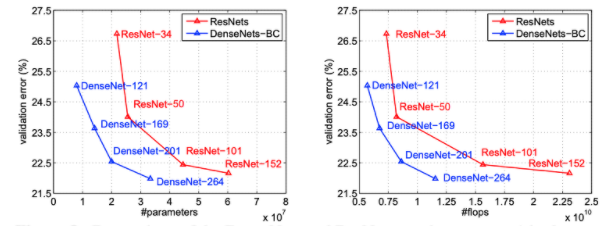 27.5
26.5
25.5
24.5
23.5
22.5
21.5
validation error (%)
ResNets
DenseNets-BC
ResNet-34
DenseNet-121
ResNet-50
DenseNet-169
DenseNet-201
ResNet-101
ResNet-152
DenseNet-264
0 1 2 3 4 5 6 7 8
#parameters
x 10^7
27.5
26.5
25.5
24.5
23.5
22.5
21.5
validation error (%)
ResNets
DenseNets-BC
ResNet-34
DenseNet-121
ResNet-50
DenseNet-169
DenseNet-201
ResNet-101
ResNet-152
DenseNet-264
0.5 0.75 1 1.25 1.5 1.75 2 2.25 2.5
#flops
x 10^10